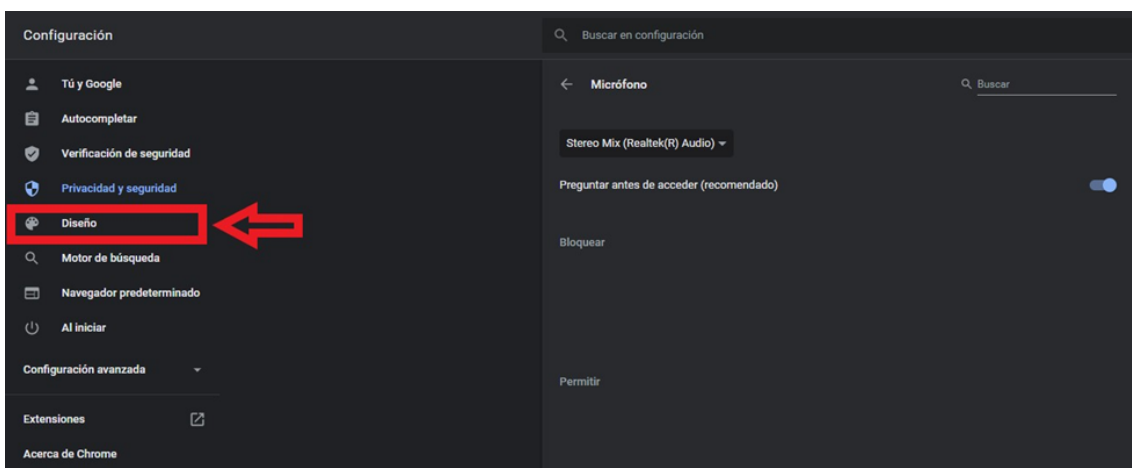 Configuración
Buscar en configuración
Tú y Google
Autocompletar
Verificación de seguridad
Privacidad y seguridad
Diseño
Motor de búsqueda
Navegador predeterminado
Al iniciar
Configuración avanzada
Extensiones
Acerca de Chrome
Micrófono
Buscar
Stereo Mix (Realtek(R) Audio)
Preguntar antes de acceder (recomendado)
Bloquear
Permitir